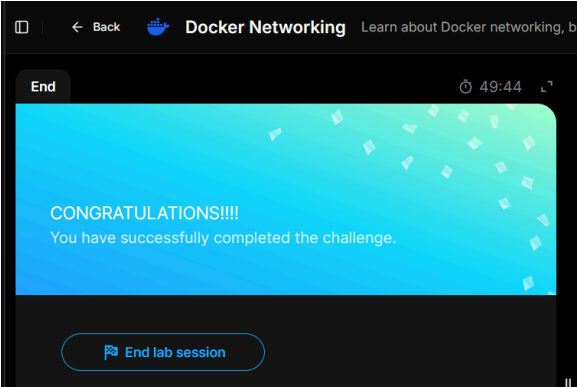 Back
Docker Networking
Learn about Docker networking, b
End
49:44
CONGRATULATIONS!!!!
You have successfully completed the challenge.
End lab session